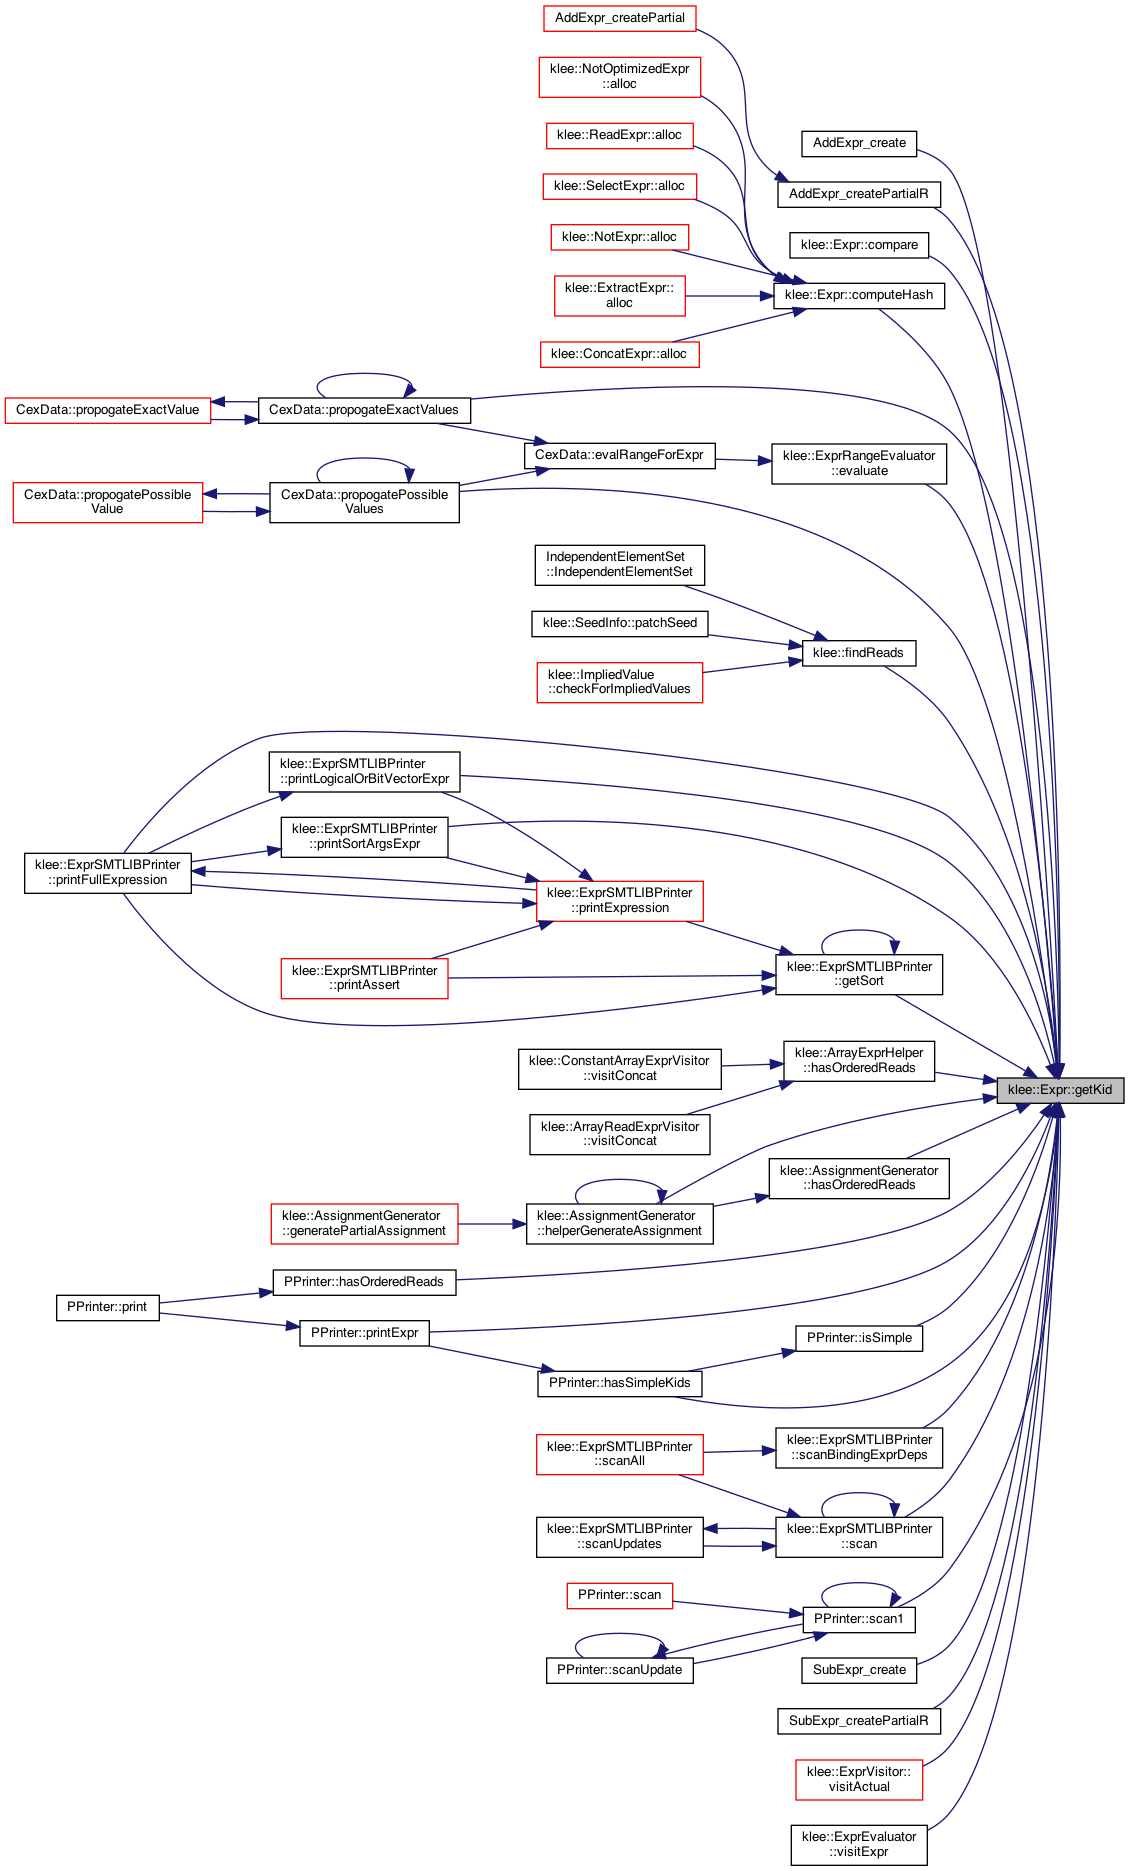 AddExpr_createPartial
klee::NotOptimizedExpr
::alloc
klee::ReadExpr::alloc
AddExpr_create
klee::SelectExpr::alloc
AddExpr_createPartialR
klee::NotExpr::alloc
klee::Expr::compare
klee::ExtractExpr::
alloc
klee::Expr::computeHash
klee::ConcatExpr::alloc
CexData::propogateExactValue
CexData::propogateExactValues
CexData::evalRangeForExpr
klee::ExprRangeEvaluator
::evaluate
CexData::propogatePossible
Value
CexData::propogatePossible
Values
IndependentElementSet
::IndependentElementSet
klee::SeedInfo::patchSeed
klee::findReads
klee::ImpliedValue
::checkForImpliedValues
klee::ExprSMTLIBPrinter
::printLogicalOrBitVectorExpr
klee::ExprSMTLIBPrinter
::printSortArgsExpr
klee::ExprSMTLIBPrinter
::printFullExpression
klee::ExprSMTLIBPrinter
::printExpression
klee::ExprSMTLIBPrinter
::printAssert
klee::ExprSMTLIBPrinter
::getSort
klee::ConstantArrayExprVisitor
::visitConcat
klee::ArrayExprHelper
::hasOrderedReads
klee::Expr::getKid
klee::ArrayReadExprVisitor
::visitConcat
klee::AssignmentGenerator
::hasOrderedReads
klee::AssignmentGenerator
::generatePartialAssignment
klee::AssignmentGenerator
::helperGenerateAssignment
PPrinter::hasOrderedReads
PPrinter::print
PPrinter::printExpr
PPrinter::isSimple
PPrinter::hasSimpleKids
klee::ExprSMTLIBPrinter
::scanAll
klee::ExprSMTLIBPrinter
::scanBindingExprDeps
klee::ExprSMTLIBPrinter
::scanUpdates
klee::ExprSMTLIBPrinter
::scan
PPrinter::scan
PPrinter::scan1
PPrinter::scanUpdate
SubExpr_create
SubExpr_createPartialR
klee::ExprVisitor::
visitActual
klee::ExprEvaluator
::visitExpr